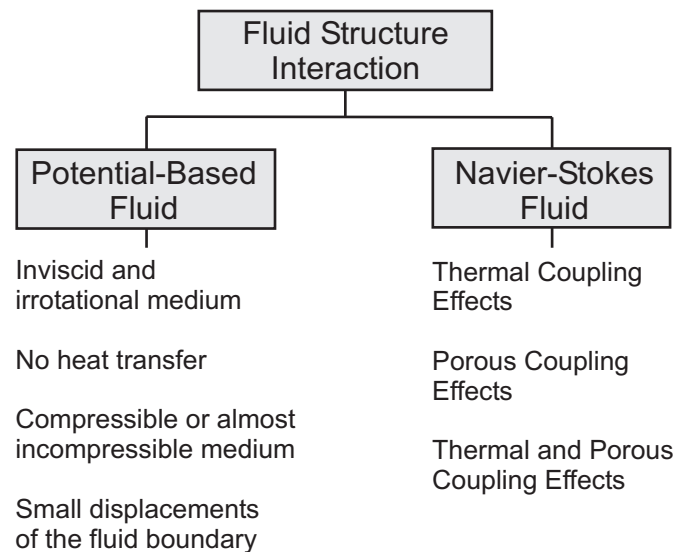 Fluid Structure
Interaction
Potential-Based
Fluid
Navier-Stokes
Fluid
Inviscid and
irrotational medium
No heat transfer
Compressible or almost
incompressible medium
Small displacements
of the fluid boundary
Thermal Coupling
Effects
Porous Coupling
Effects
Thermal and Porous
Coupling Effects